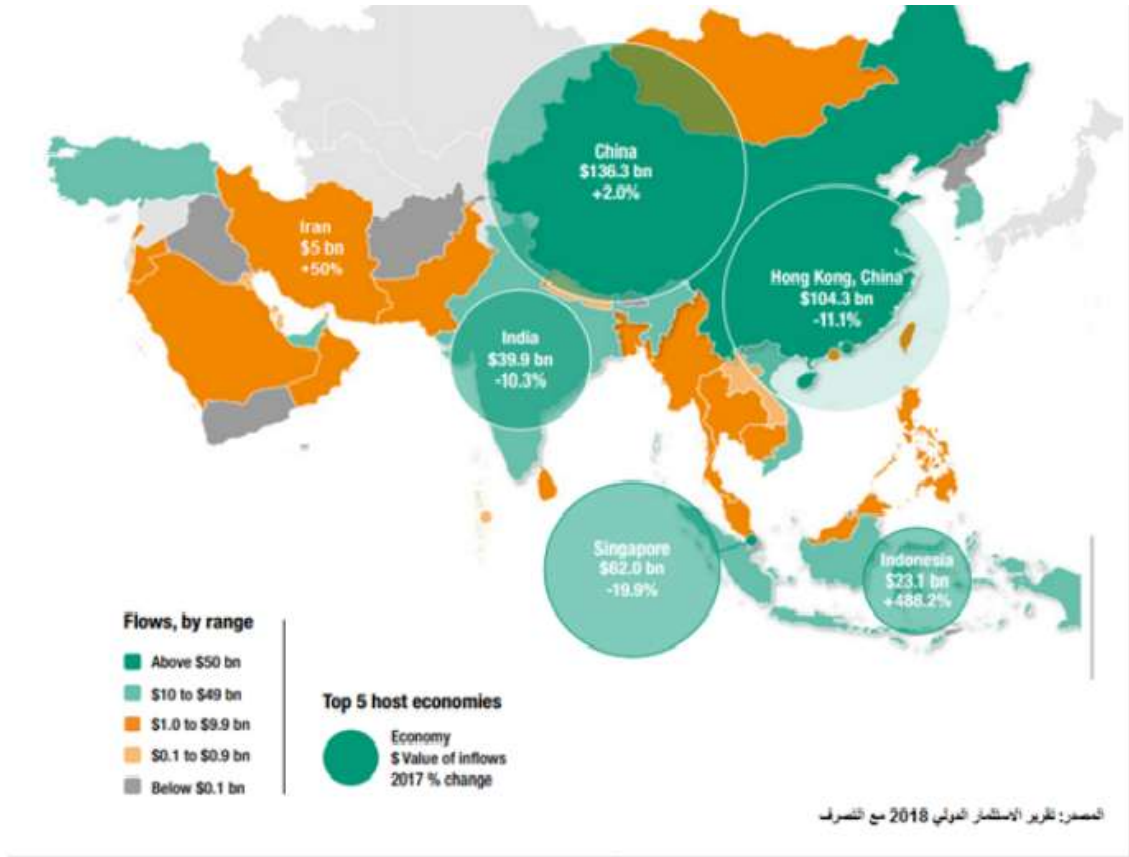 China
$136.3 bn
+2.0%
Iran
$5 bn
+50%
Hong Kong, China
$104.3 bn
-11.1%
India
$39.9 bn
-10.3%
Singapore
$62.0 bn
-19.9%
Indonesia
$23.1 bn
+488.2%
Flows, by range
Above $50 bn
$10 to $49 bn
$1.0 to $9.9 bn
$0.1 to $0.9 bn
Below $0.1 bn
Top 5 host economies
Economy
$ Value of inflows
2017 % change
المصدر: تقرير الاستثمار الدولي 2018 مع التصرف